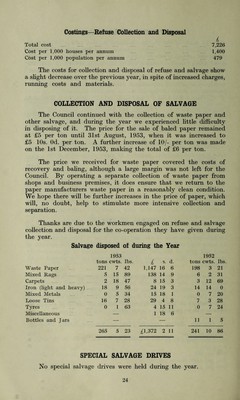 Costings—Refuse Collection and Disposal
£
Total cost 7,226
Cost per 1,000 houses per annum 1,400
Cost per 1,000 population per annum 470
The costs for collection and disposal of refuse and salvage shew
a slight decrease over the previous year, in spite of increased charges,
running costs and materials.
COLLECTION AND DISPOSAL OF SALVAGE
The Council continued with the collection of waste paper and
other salvage, and during the year we experienced little difficulty
in disposing of it. The price for the sale of baled paper remained
at £5 per ton until 31st August, 1953, when it was increased to
£5 10s. 0d. per ton. A further increase of 10/- per ton was made
on the 1st December, 1953, making the total of £6 per ton.
The price we received for waste paper covered the costs of
recovery and baling, although a large margin was not left for the
Council. By operating a separate collection of waste paper from
shops and business premises, it does ensure that we return to the
paper manufacturers waste paper in a reasonably clean condition.
We hope there will be further increases in the price of paper, which
will, no doubt, help to stimulate more intensive collection and
separation.
Thanks are due to the workmen engaged on refuse and salvage
collection and disposal for the co-operation they have given during
the year.
Salvage disposed of during the Year
1953 1952
tons cwts. lbs. £ s d. tons cwts. lbs.
Waste Paper 221 7 42 1,147 16 6 198 3 21
Mixed Rags 5 15 89 136 14 9 6 2 31
Carpets 2 18 47 8 15 3 3 12 69
Iron (light and heavy) 18 9 56 24 19 3 14 14 0
Mixed Metals 0 5 34 15 18 1 0 7 20
Loose Tins 16 7 28 29 4 6 7 3 28
Tyres 0 1 63 4 15 11 0 7 24
Miscellaneous — 1 18 6 —
Bottles and Jars — 11 1 5
265 5 23 £1,372 2 11 241 10 86
SPECIAL SALVAGE DRIVES
No special salvage drives were held during the year.
24